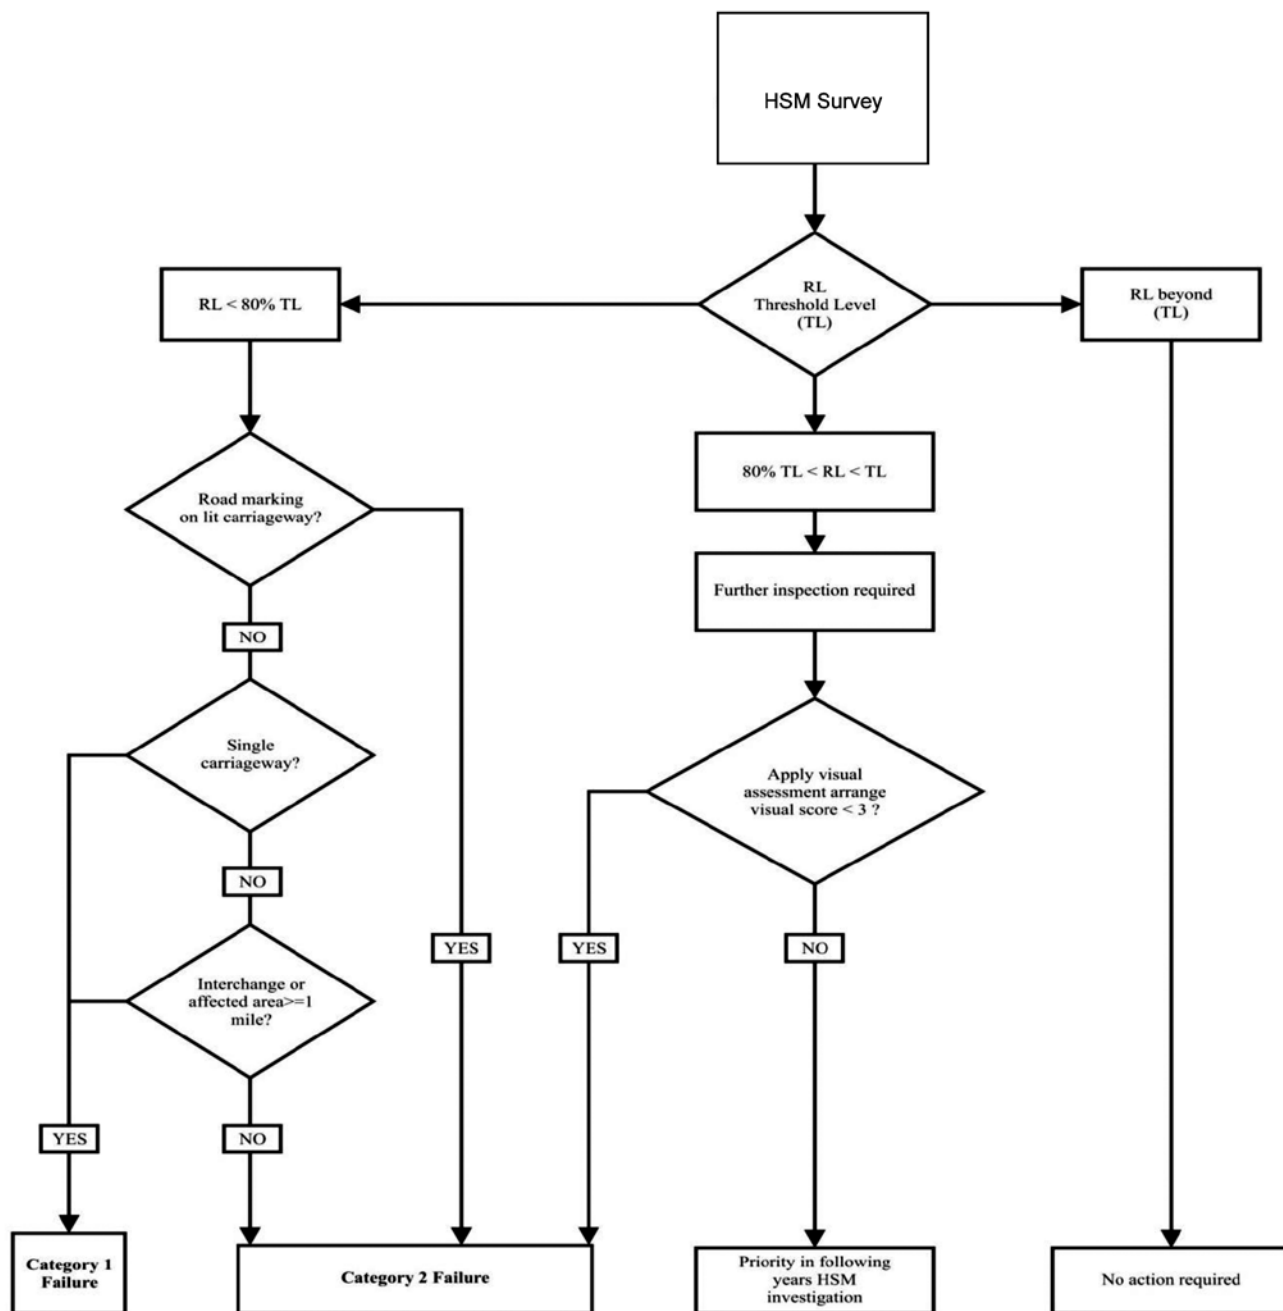 HSM Survey
RL < 80% TL
RL
Threshold Level
(TL)
RL beyond
(TL)
80% TL < RL < TL
Road marking
on lit carriageway?
Further inspection required
NO
Single
carriageway?
Apply visual
assessment arrange
visual score < 3 ?
NO
YES
YES
NO
Interchange or
affected area>=1
mile?
YES
NO
Category 1
Failure
Category 2 Failure
Priority in following
years HSM
investigation
No action required